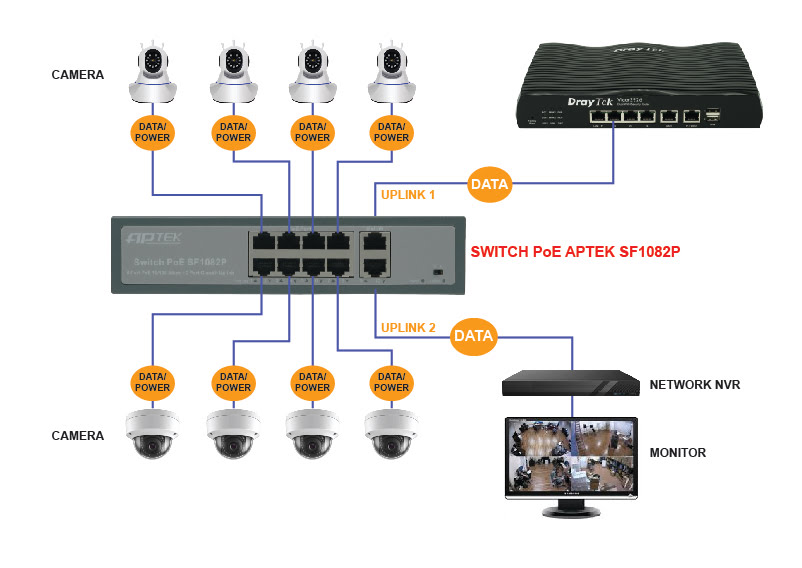 CAMERA
DATA/
POWER
DATA/
POWER
DATA/
POWER
DATA/
POWER
DrayTek
DrayTek
UPLINK 1
DATA
APTEK
Switch PoE SF1082P
SWITCH PoE APTEK SF1082P
UPLINK 2
DATA
DATA/
POWER
DATA/
POWER
DATA/
POWER
DATA/
POWER
CAMERA
NETWORK NVR
MONITOR